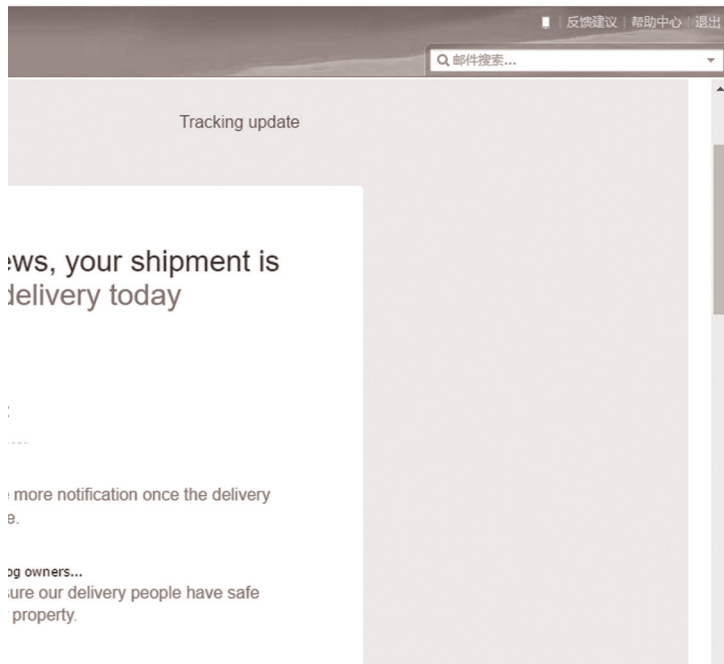 反馈建议 | 帮助中心 | 退出
邮件搜索...
Tracking update
ws, your shipment is
delivery today
more notification once the delivery
e.
og owners...
ure our delivery people have safe
property.